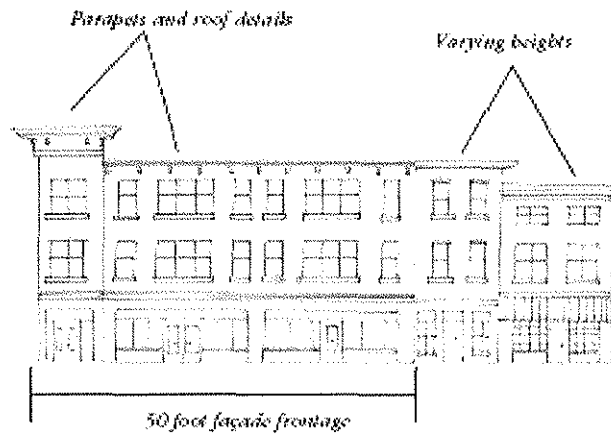 Parapets and roof details
Varying heights
50 foot façade frontage